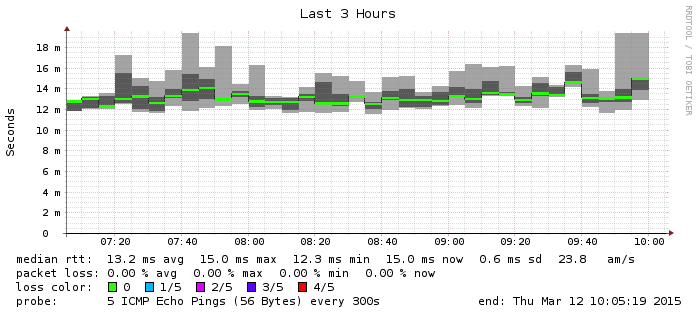 Last 3 Hours
RRDTOOL / TOBI OETIKER
Seconds
18 m
16 m
14 m
12 m
10 m
8 m
6 m
4 m
2 m
0
07:20 07:40 08:00 08:20 08:40 09:00 09:20 09:40 10:00
median rtt: 13.2 ms avg 15.0 ms max 12.3 ms min 15.0 ms now 0.6 ms sd 23.8 am/s
packet loss: 0.00 % avg 0.00 % max 0.00 % min 0.00 % now
loss color: 0 1/5 2/5 3/5 4/5
probe: 5 ICMP Echo Pings (56 Bytes) every 300s end: Thu Mar 12 10:05:19 2015